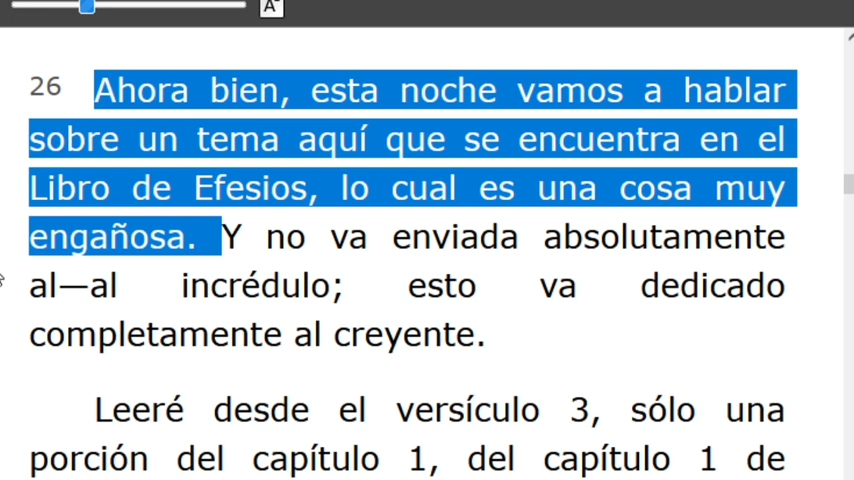 A
26 Ahora bien, esta noche vamos a hablar
sobre un tema aquí que se encuentra en el
Libro de Efesios, lo cual es una cosa muy
engañosa. Y no va enviada absolutamente
al—al incrédulo; esto va dedicado
completamente al creyente.
Leeré desde el versículo 3, sólo una
porción del capítulo 1, del capítulo 1 de